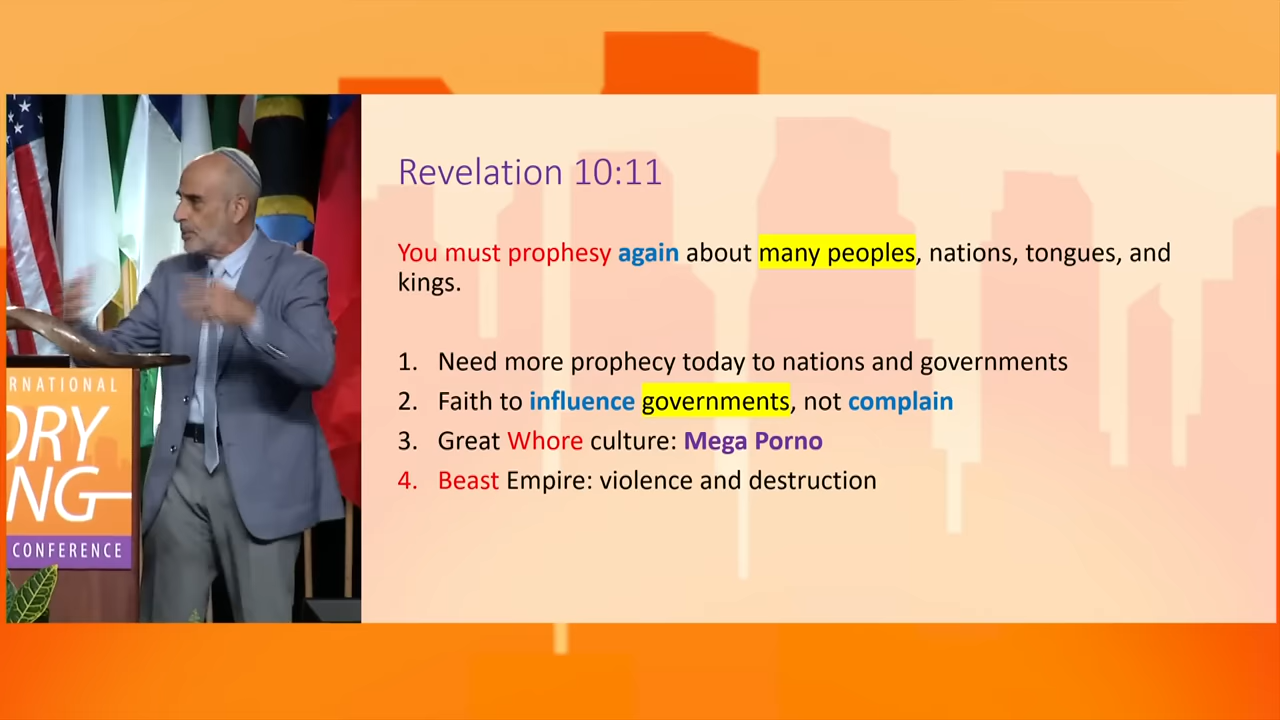 Revelation 10:11
You must prophesy again about many peoples, nations, tongues, and
kings.
1. Need more prophecy today to nations and governments
2. Faith to influence governments, not complain
3. Great Whore culture: Mega Porno
4. Beast Empire: violence and destruction
RNATIONAL
ORY
NG
CONFERENCE